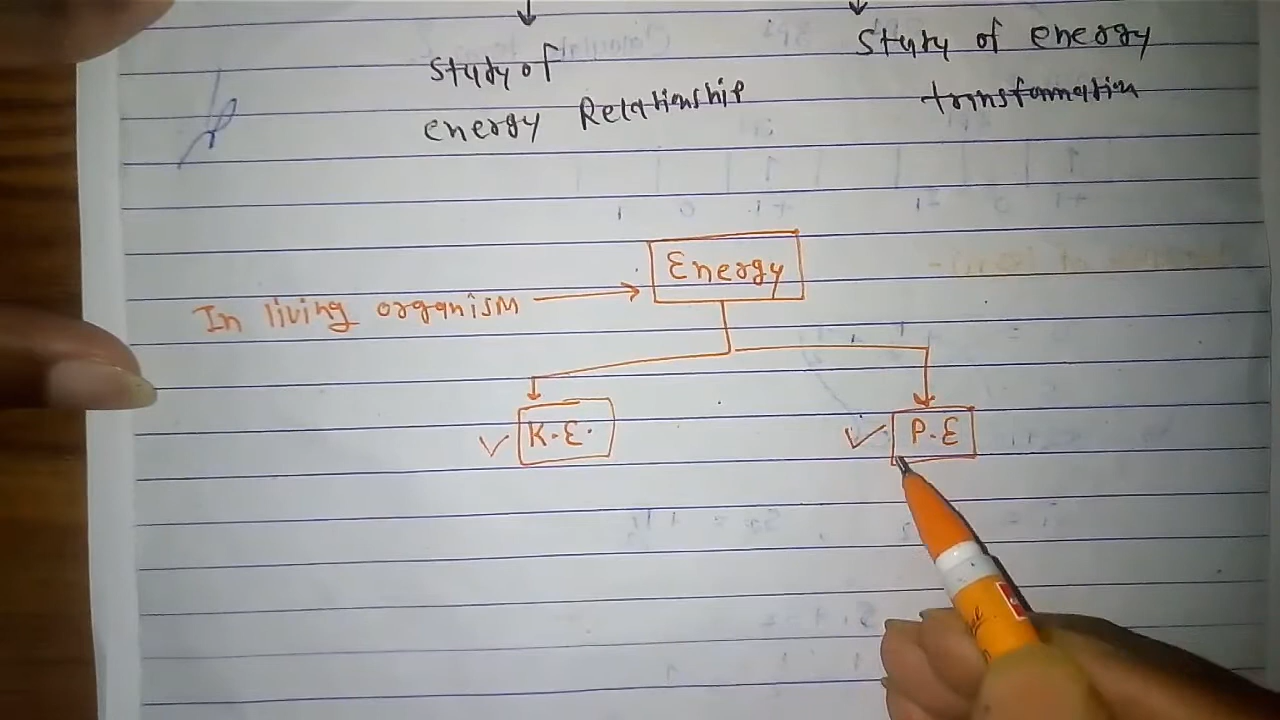 Study of
energy Relationship
Study of energy
transformation
Energy
In living organism
K.E.
P.E